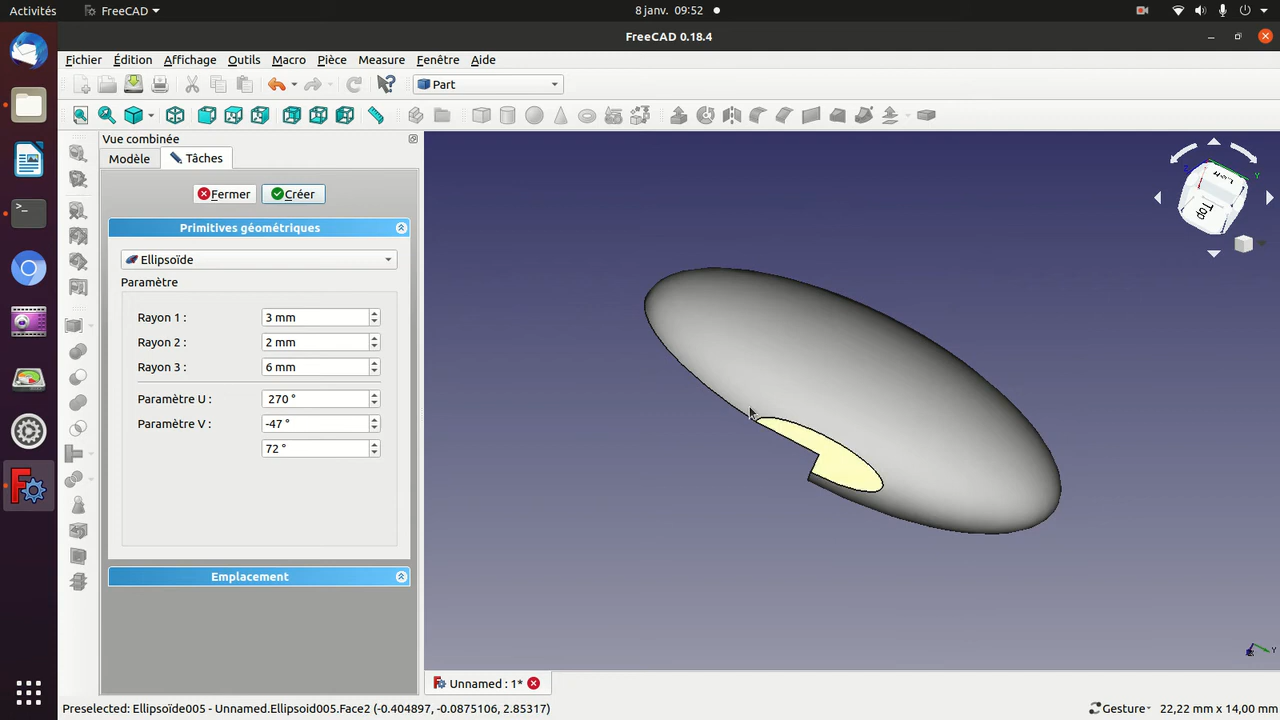 Activités
FreeCAD
8 janv. 09:52
FreeCAD 0.18.4
Fichier Édition Affichage Outils Macro Pièce Mesure Fenêtre Aide
Part
Vue combinée
Modèle Tâches
Fermer Créer
Primitives géométriques
Ellipsoïde
Paramètre
Rayon 1 : 3 mm
Rayon 2 : 2 mm
Rayon 3 : 6 mm
Paramètre U : 270 °
Paramètre V : -47 °
72 °
Emplacement
Top
Y
Y
Unnamed : 1*
Preselected: Ellipsoïde005 - Unnamed.Ellipsoid005.Face2 (-0.404897, -0.0875106, 2.85317)
Gesture
22,22 mm x 14,00 mm